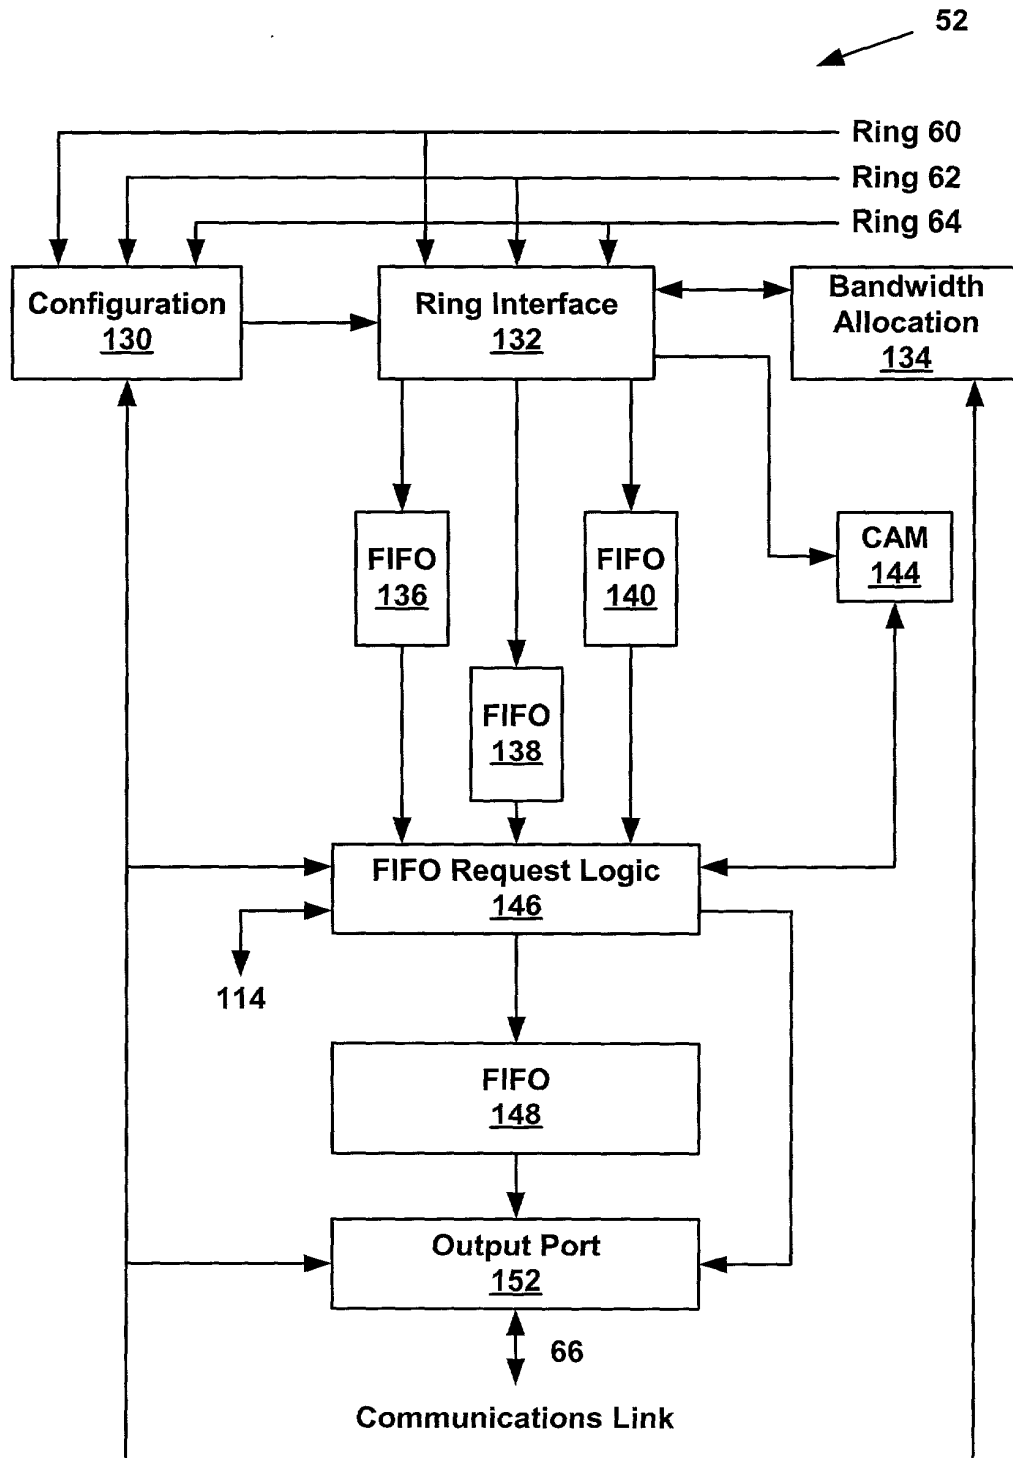 52
Ring 60
Ring 62
Ring 64
Configuration
130
Ring Interface
132
Bandwidth
Allocation
134
FIFO
136
FIFO
140
CAM
144
FIFO
138
FIFO Request Logic
146
114
FIFO
148
Output Port
152
66
Communications Link